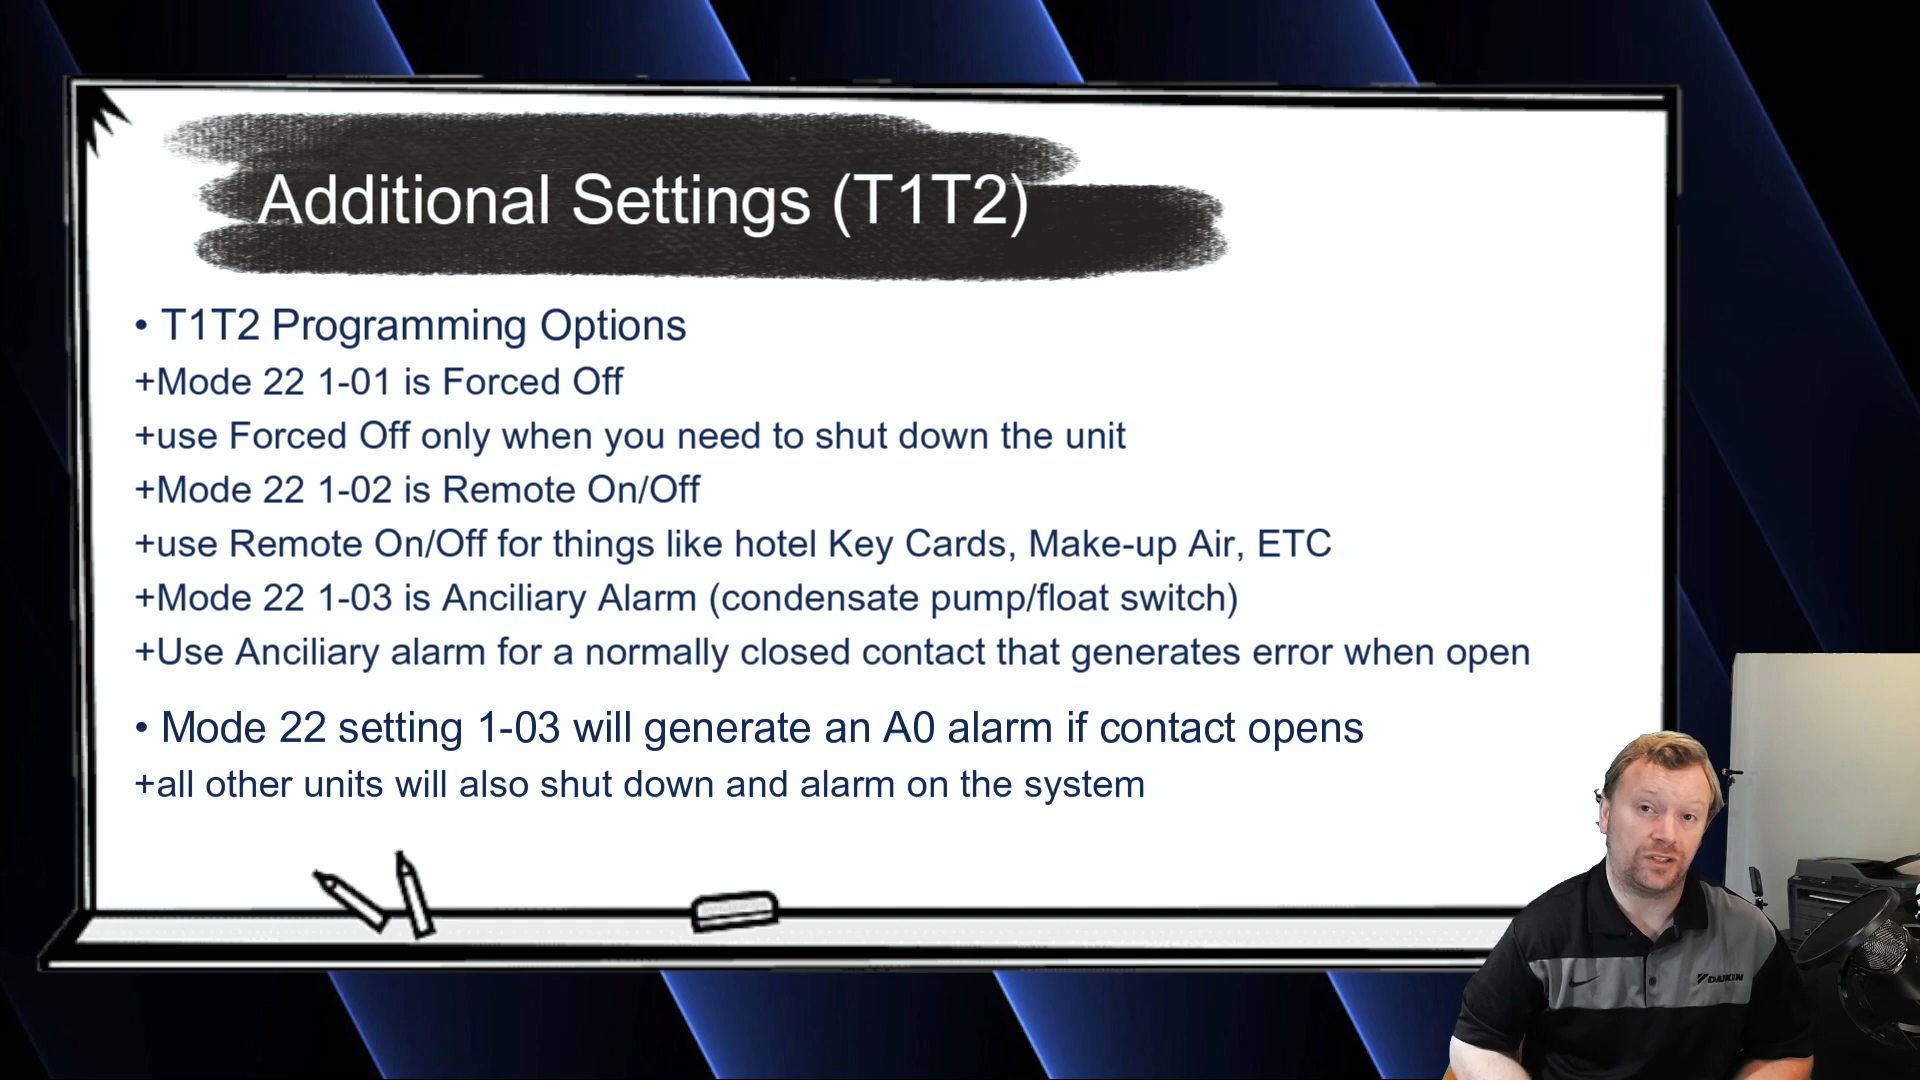 Additional Settings (T1T2)
• T1T2 Programming Options
+Mode 22 1-01 is Forced Off
+use Forced Off only when you need to shut down the unit
+Mode 22 1-02 is Remote On/Off
+use Remote On/Off for things like hotel Key Cards, Make-up Air, ETC
+Mode 22 1-03 is Anciliary Alarm (condensate pump/float switch)
+Use Anciliary alarm for a normally closed contact that generates error when open
• Mode 22 setting 1-03 will generate an A0 alarm if contact opens
+all other units will also shut down and alarm on the system
DAIKIN